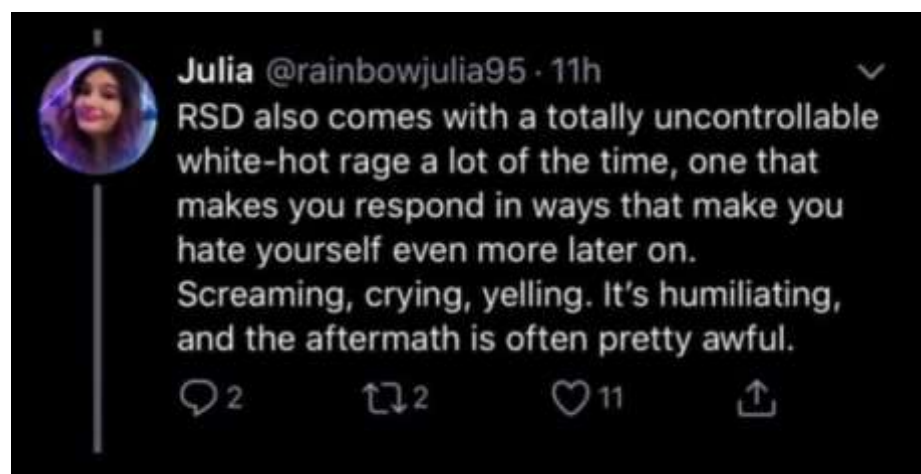 Julia @rainbowjulia95 · 11h
RSD also comes with a totally uncontrollable
white-hot rage a lot of the time, one that
makes you respond in ways that make you
hate yourself even more later on.
Screaming, crying, yelling. It's humiliating,
and the aftermath is often pretty awful.
2 2 11